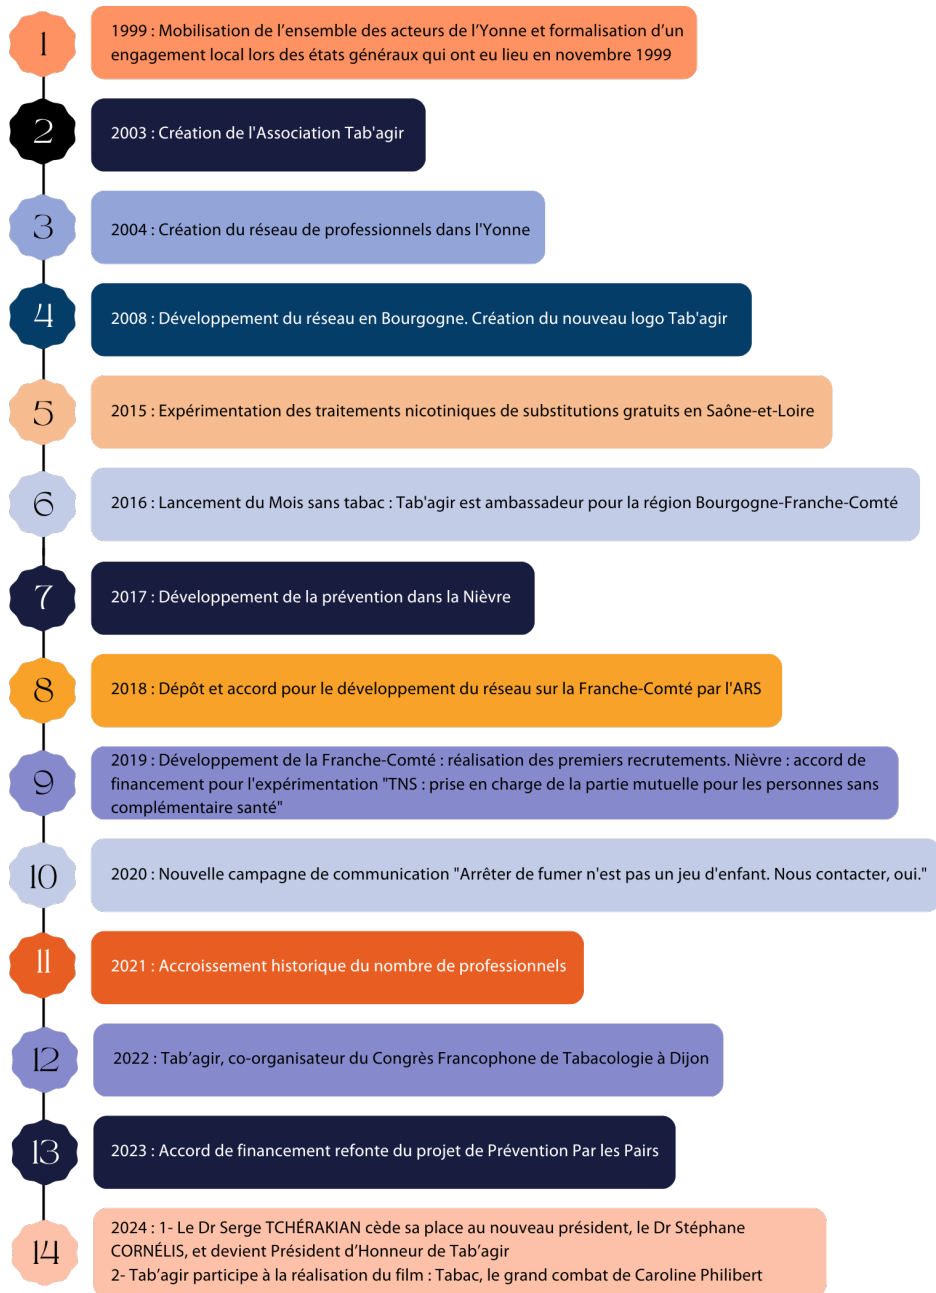 1
1999 : Mobilisation de l’ensemble des acteurs de l’Yonne et formalisation d’un
engagement local lors des états généraux qui ont eu lieu en novembre 1999
2
2003 : Création de l'Association Tab'agir
3
2004 : Création du réseau de professionnels dans l'Yonne
4
2008 : Développement du réseau en Bourgogne. Création du nouveau logo Tab'agir
5
2015 : Expérimentation des traitements nicotiniques de substitutions gratuits en Saône-et-Loire
6
2016 : Lancement du Mois sans tabac : Tab'agir est ambassadeur pour la région Bourgogne-Franche-Comté
7
2017 : Développement de la prévention dans la Nièvre
8
2018 : Dépôt et accord pour le développement du réseau sur la Franche-Comté par l'ARS
9
2019 : Développement de la Franche-Comté : réalisation des premiers recrutements. Nièvre : accord de
financement pour l'expérimentation "TNS : prise en charge de la partie mutuelle pour les personnes sans
complémentaire santé"
10
2020 : Nouvelle campagne de communication "Arrêter de fumer n'est pas un jeu d'enfant. Nous contacter, oui."
11
2021 : Accroissement historique du nombre de professionnels
12
2022 : Tab’agir, co-organisateur du Congrès Francophone de Tabacologie à Dijon
13
2023 : Accord de financement refonte du projet de Prévention Par les Pairs
14
2024 : 1- Le Dr Serge TCHÉRAKIAN cède sa place au nouveau président, le Dr Stéphane
CORNÉLIS, et devient Président d’Honneur de Tab’agir
2- Tab’agir participe à la réalisation du film : Tabac, le grand combat de Caroline Philibert